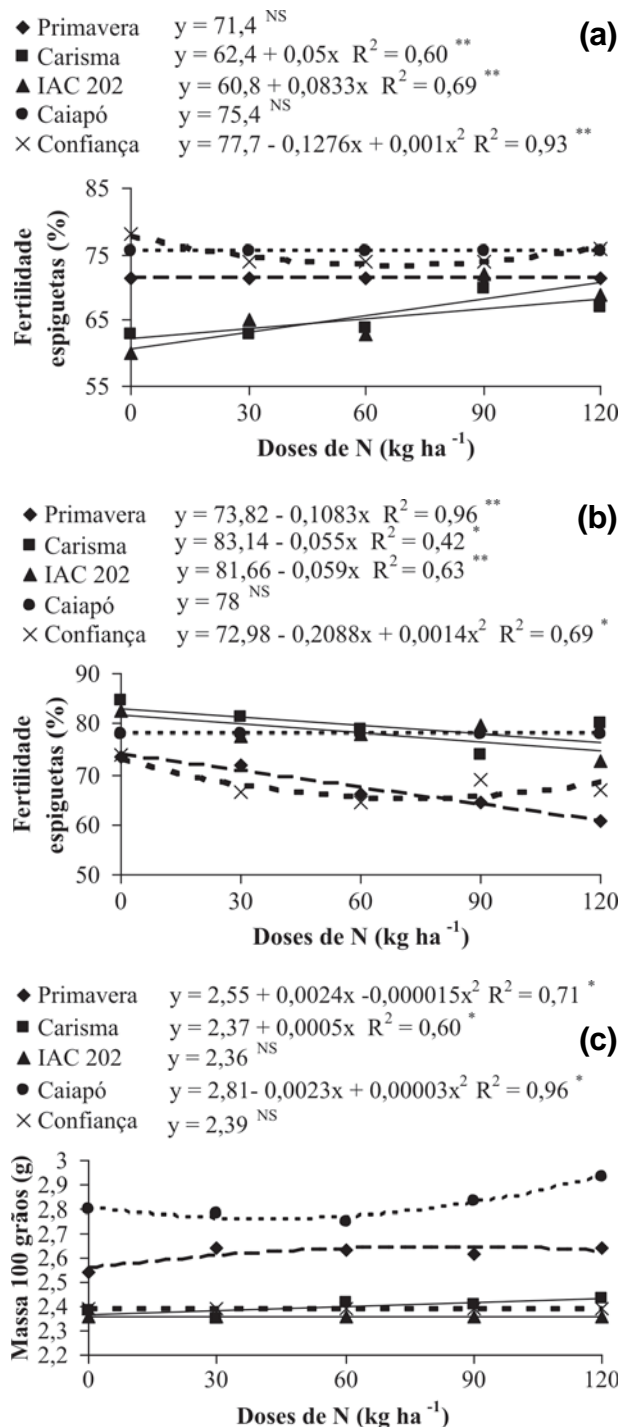 (a)
◆ Primavera y = 71,4 NS
■ Carisma y = 62,4 + 0,05x R² = 0,60 **
▲ IAC 202 y = 60,8 + 0,0833x R² = 0,69 **
● Caiapó y = 75,4 NS
× Confiança y = 77,7 - 0,1276x + 0,001x² R² = 0,93 **
Fertilidade
espiguetas (%)
85
75
65
55
0 30 60 90 120
Doses de N (kg ha ⁻¹)
(b)
◆ Primavera y = 73,82 - 0,1083x R² = 0,96 **
■ Carisma y = 83,14 - 0,055x R² = 0,42 *
▲ IAC 202 y = 81,66 - 0,059x R² = 0,63 **
● Caiapó y = 78 NS
× Confiança y = 72,98 - 0,2088x + 0,0014x² R² = 0,69 *
Fertilidade
espiguetas (%)
90
80
70
60
50
0 30 60 90 120
Doses de N (kg ha ⁻¹)
◆ Primavera y = 2,55 + 0,0024x -0,000015x² R² = 0,71 *
■ Carisma y = 2,37 + 0,0005x R² = 0,60 *
(c)
▲ IAC 202 y = 2,36 NS
● Caiapó y = 2,81- 0,0023x + 0,00003x² R² = 0,96 *
× Confiança y = 2,39 NS
Massa 100 grãos (g)
3
2,9
2,8
2,7
2,6
2,5
2,4
2,3
2,2
0 30 60 90 120
Doses de N (kg ha ⁻¹)